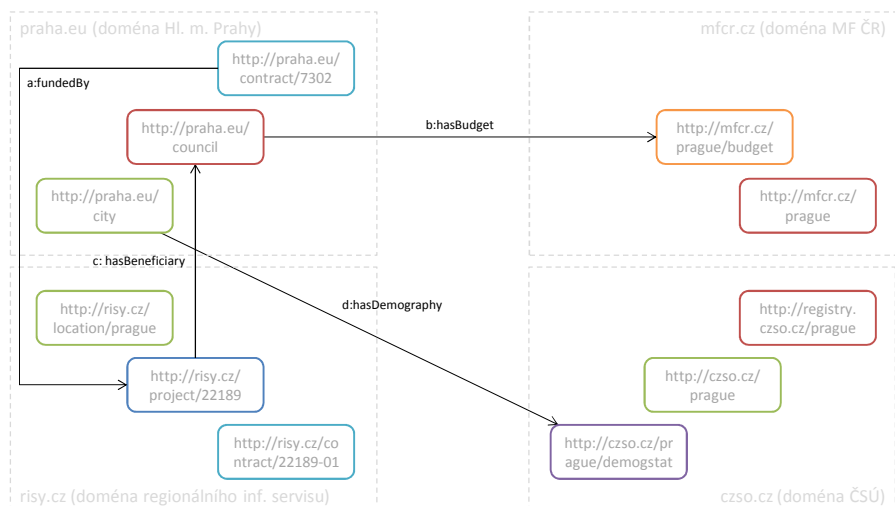 praha.eu (doména Hl. m. Prahy)
mfcr.cz (doména MF ČR)
http://praha.eu/
contract/7302
a:fundedBy
http://praha.eu/
council
b:hasBudget
http://mfcr.cz/
prague/budget
http://praha.eu/
city
http://mfcr.cz/
prague
c: hasBeneficiary
http://risy.cz/
location/prague
d:hasDemography
http://registry.
czso.cz/prague
http://risy.cz/
project/22189
http://czso.cz/
prague
http://risy.cz/co
ntract/22189-01
http://czso.cz/pr
ague/demogstat
risy.cz (doména regionálního inf. servisu)
czso.cz (doména ČSÚ)